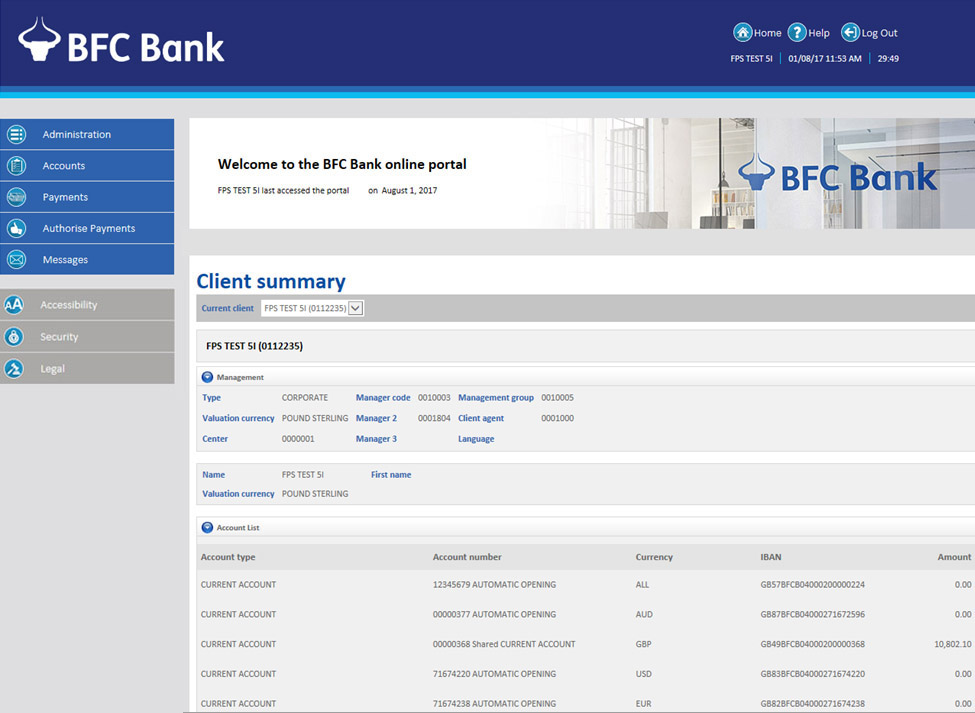 BFC Bank
Home Help Log Out
FPS TEST 5I 01/08/17 11:53 AM 29:49
Administration
Accounts
Payments
Authorise Payments
Messages
Accessibility
Security
Legal
Welcome to the BFC Bank online portal
FPS TEST 5I last accessed the portal on August 1, 2017
BFC Bank
Client summary
Current client FPS TEST 5I (0112235)
FPS TEST 5I (0112235)
Management
Type CORPORATE Manager code 0010003 Management group 0010005
Valuation currency POUND STERLING Manager 2 0001804 Client agent 0001000
Center 0000001 Manager 3 Language
Name FPS TEST 5I First name
Valuation currency POUND STERLING
Account List
Account type Account number Currency IBAN Amount
CURRENT ACCOUNT 12345679 AUTOMATIC OPENING ALL GB57BFCB04000200000224 0.00
CURRENT ACCOUNT 00000377 AUTOMATIC OPENING AUD GB87BFCB04000271672596 0.00
CURRENT ACCOUNT 00000368 Shared CURRENT ACCOUNT GBP GB49BFCB04000200000368 10,802.10
CURRENT ACCOUNT 71674220 AUTOMATIC OPENING USD GB83BFCB04000271674220 0.00
CURRENT ACCOUNT 71674238 AUTOMATIC OPENING EUR GB82BFCB04000271674238 0.00